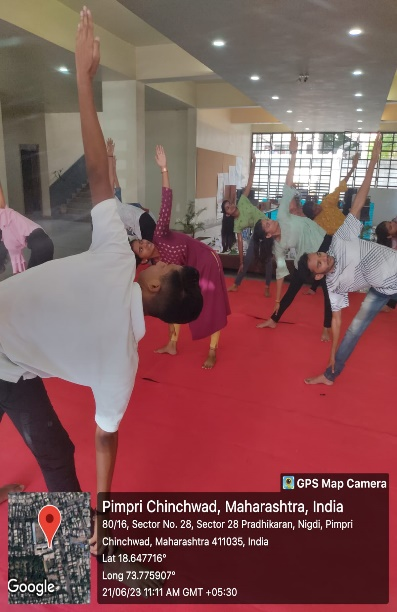 GPS Map Camera
Pimpri Chinchwad, Maharashtra, India
80/16, Sector No. 28, Sector 28 Pradhikaran, Nigdi, Pimpri
Chinchwad, Maharashtra 411035, India
Lat 18.647716°
Long 73.775907°
21/06/23 11:11 AM GMT +05:30
Google